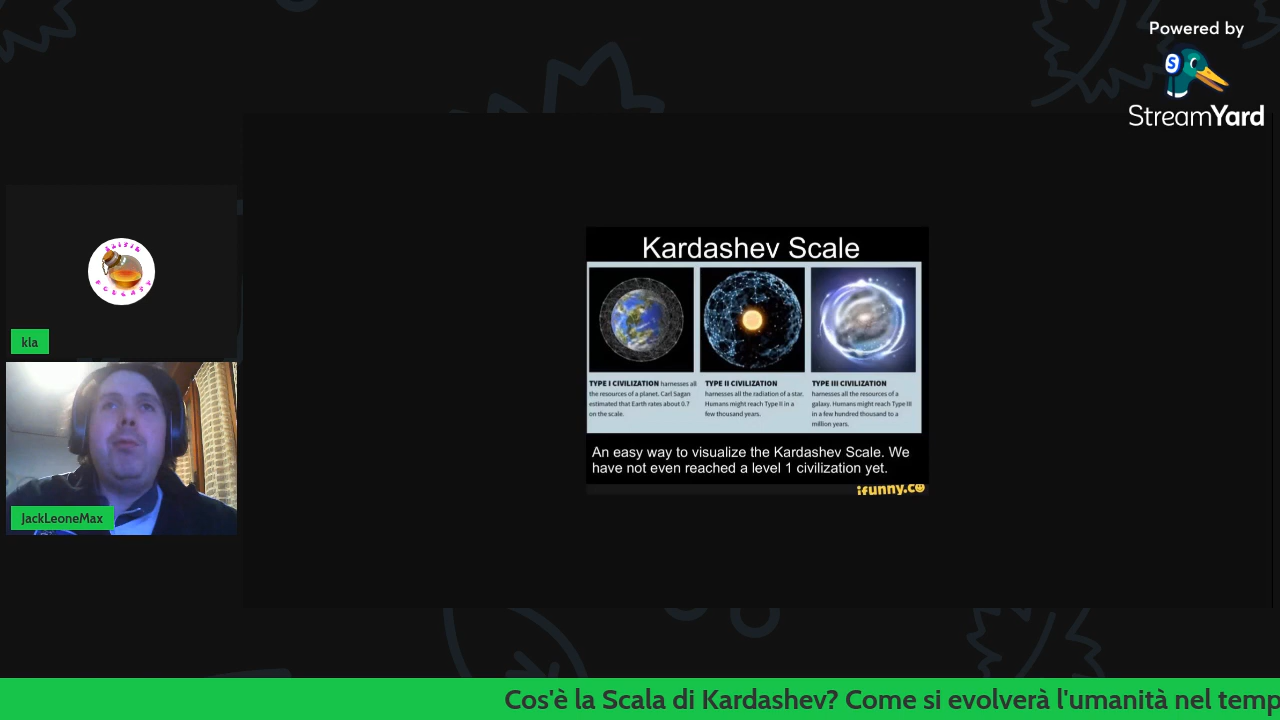 Powered by
S
StreamYard
Kardashev Scale
TYPE I CIVILIZATION harnesses all
the resources of a planet. Carl Sagan
estimated that Earth rates about 0.7
on the scale.
TYPE II CIVILIZATION
harnesses all the radiation of a star.
Humans might reach Type II in a
few thousand years.
TYPE III CIVILIZATION
harnesses all the resources of a
galaxy. Humans might reach Type III
in a few hundred thousand to a
million years.
An easy way to visualize the Kardashev Scale. We
have not even reached a level 1 civilization yet.
ifunny.co
kla
JackLeoneMax
Cos'è la Scala di Kardashev? Come si evolverà l'umanità nel temp